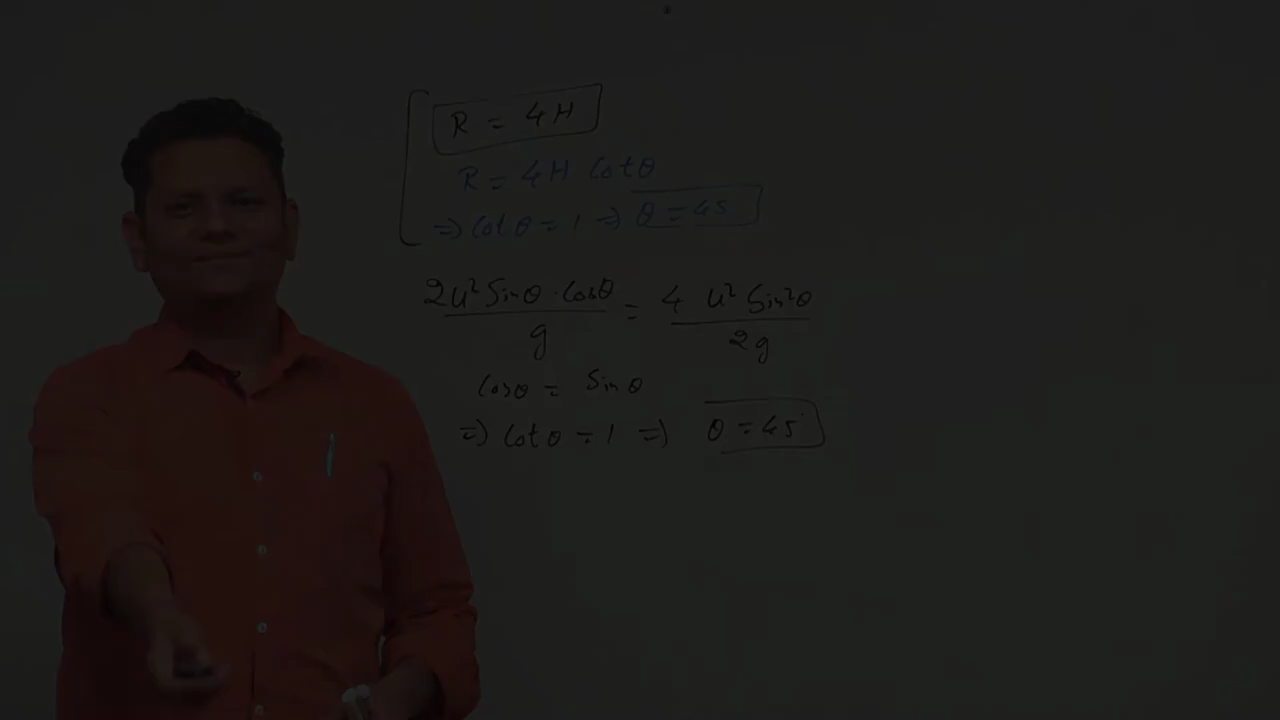 R = 4H
R = 4H Cotθ
⇒ Cotθ = 1 ⇒ θ = 45
2u² Sinθ · Cosθ / g = 4 u² Sin²θ / 2g
Cosθ = Sinθ
⇒ Cotθ = 1 ⇒ θ = 45°